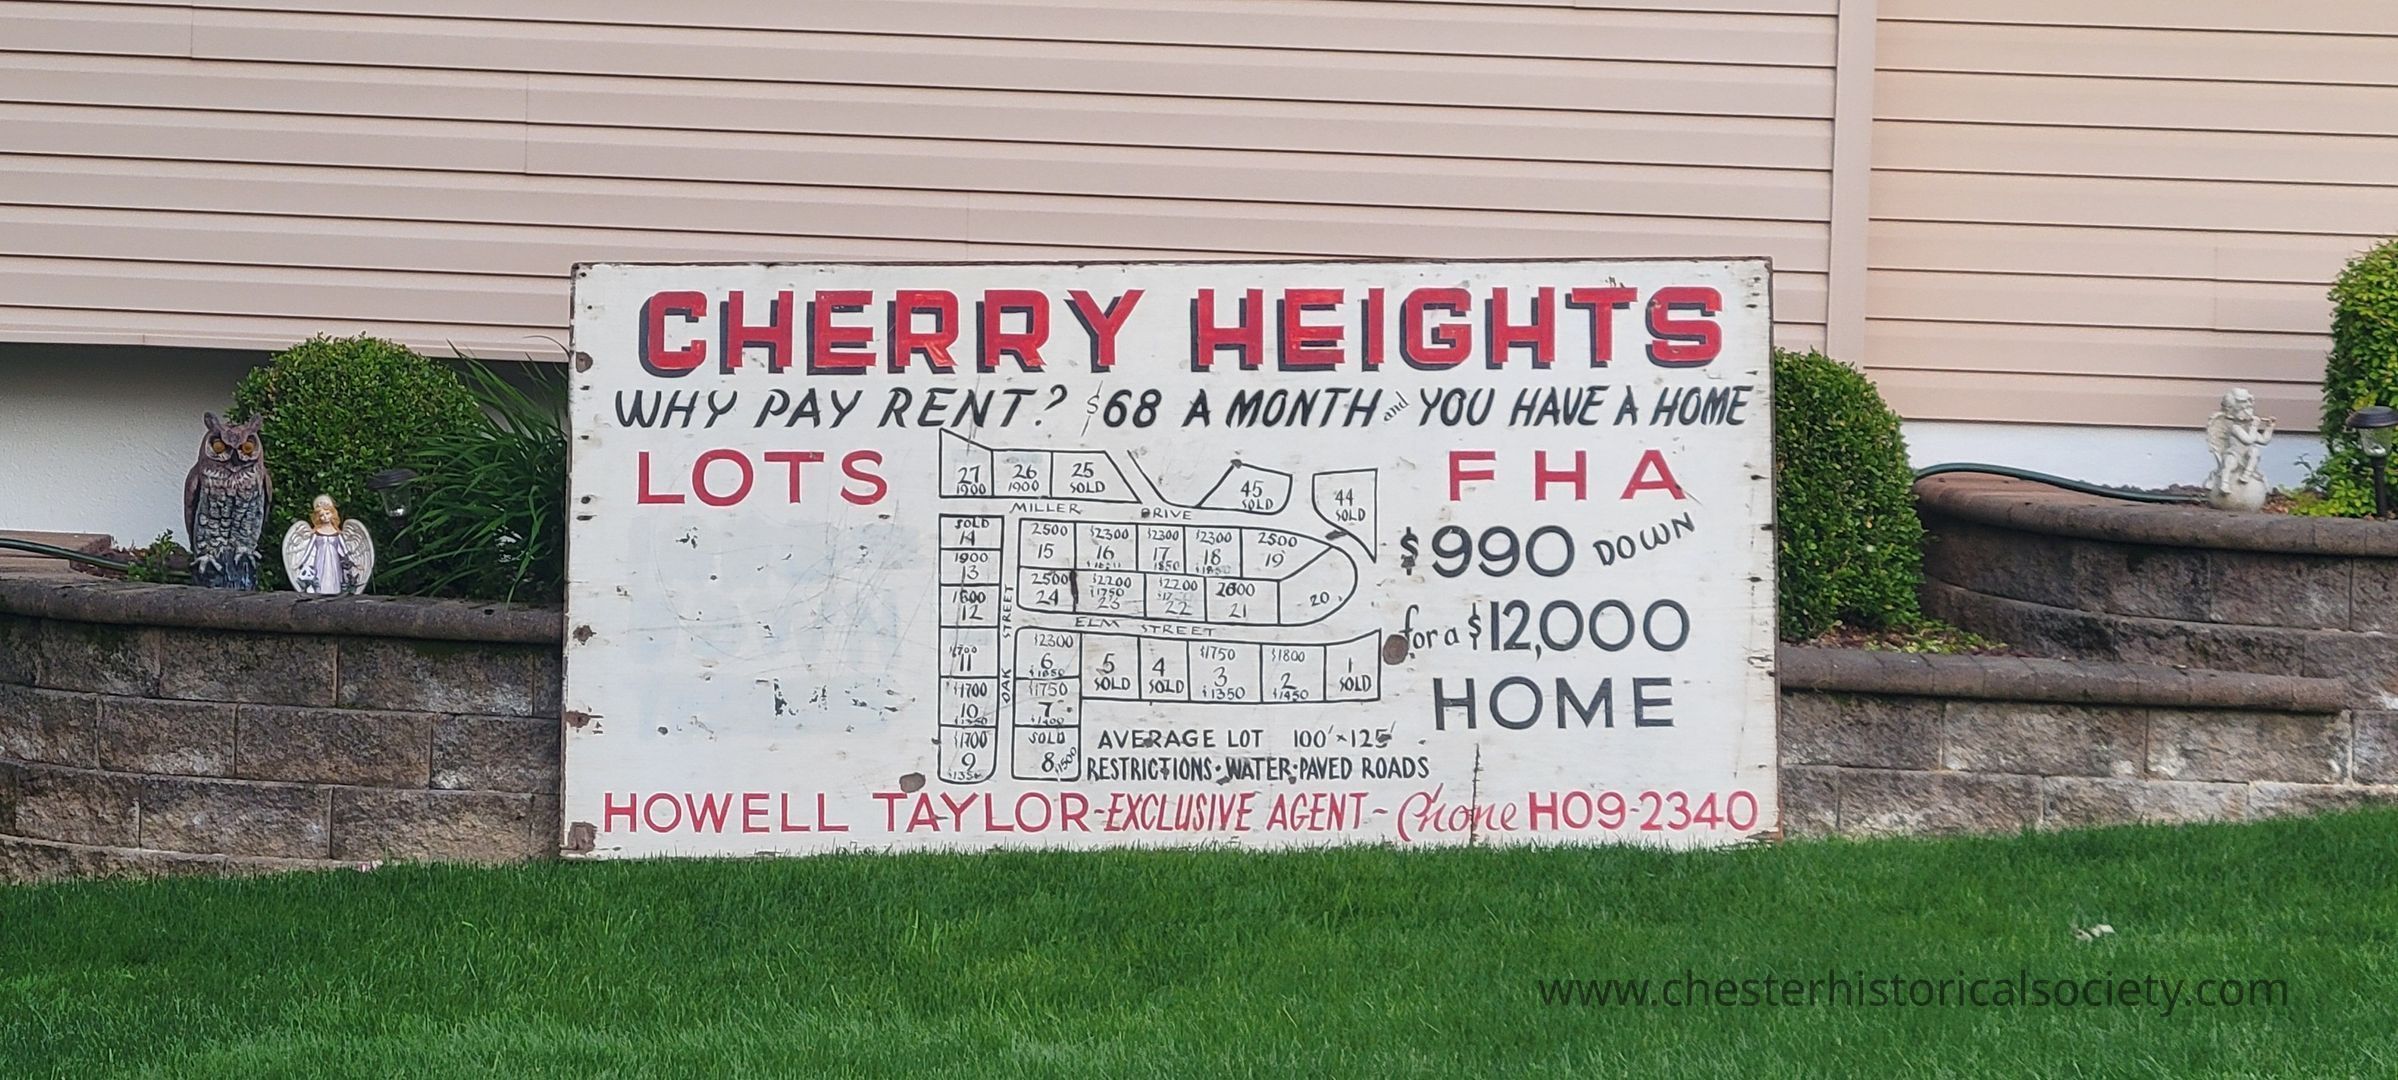 CHERRY HEIGHTS
WHY PAY RENT? $68 A MONTH and YOU HAVE A HOME
LOTS
FHA
$990 DOWN
for a $12,000
HOME
27 1900
26 1900
25 SOLD
45 SOLD
44 SOLD
MILLER DRIVE
SOLD 14
1900 13
12
11
$1700 10
$1700 9
OAK STREET
2500 15
$2300 16
$2300 17 1850
$2300 18
2500 19
2500 24
$2200 $1750 23
$2200 22
21
20
ELM STREET
$2300 6
5 SOLD
4 SOLD
$1750 3 $1350
$1800 2 $1450
1 SOLD
$1750 7
SOLD 8 $1500
AVERAGE LOT 100' × 125'
RESTRICTIONS · WATER · PAVED ROADS
HOWELL TAYLOR - EXCLUSIVE AGENT - Phone HO9-2340
www.chesterhistoricalsociety.com